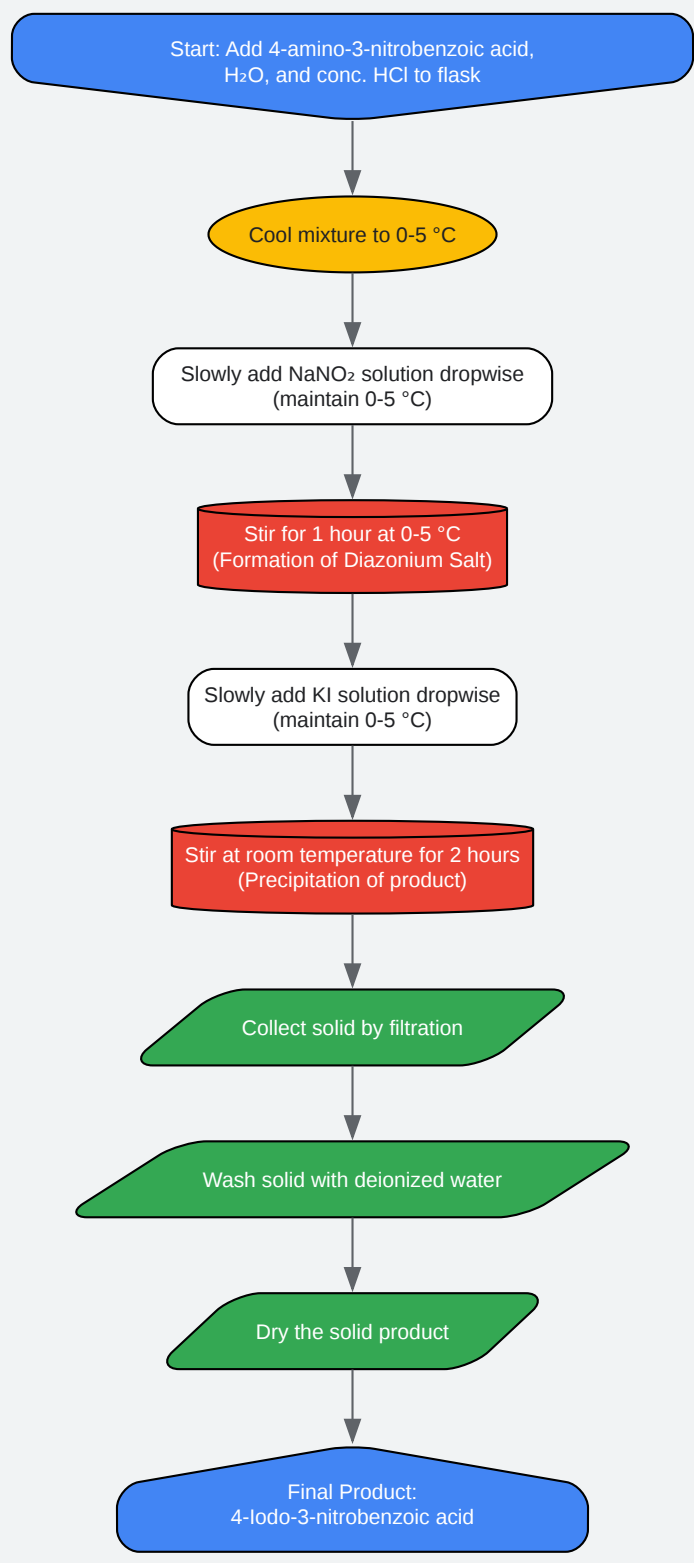 Start: Add 4-amino-3-nitrobenzoic acid,
H₂O, and conc. HCl to flask
Cool mixture to 0-5 °C
Slowly add NaNO₂ solution dropwise
(maintain 0-5 °C)
Stir for 1 hour at 0-5 °C
(Formation of Diazonium Salt)
Slowly add KI solution dropwise
(maintain 0-5 °C)
Stir at room temperature for 2 hours
(Precipitation of product)
Collect solid by filtration
Wash solid with deionized water
Dry the solid product
Final Product:
4-Iodo-3-nitrobenzoic acid